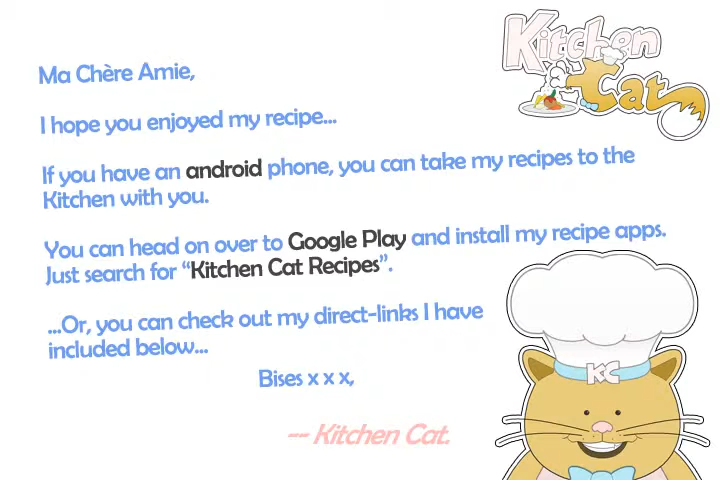 Kitchen
Cat
Ma Chère Amie,
I hope you enjoyed my recipe...
If you have an android phone, you can take my recipes to the
Kitchen with you.
You can head on over to Google Play and install my recipe apps.
Just search for “Kitchen Cat Recipes”.
...Or, you can check out my direct-links I have
included below...
Bises x x x,
-- Kitchen Cat.
KC